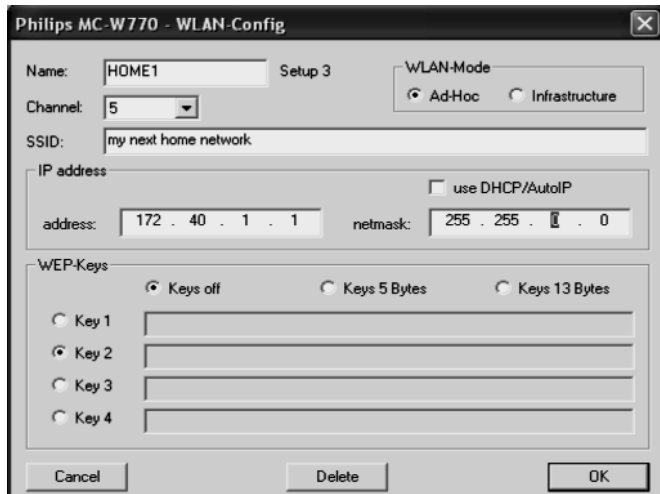 Philips MC-W770 - WLAN-Config
Name: HOME1 Setup 3
WLAN-Mode
Ad-Hoc Infrastructure
Channel: 5
SSID: my next home network
IP address
use DHCP/AutoIP
address: 172 . 40 . 1 . 1 netmask: 255 . 255 . 0 . 0
WEP-Keys
Keys off Keys 5 Bytes Keys 13 Bytes
Key 1
Key 2
Key 3
Key 4
Cancel Delete OK